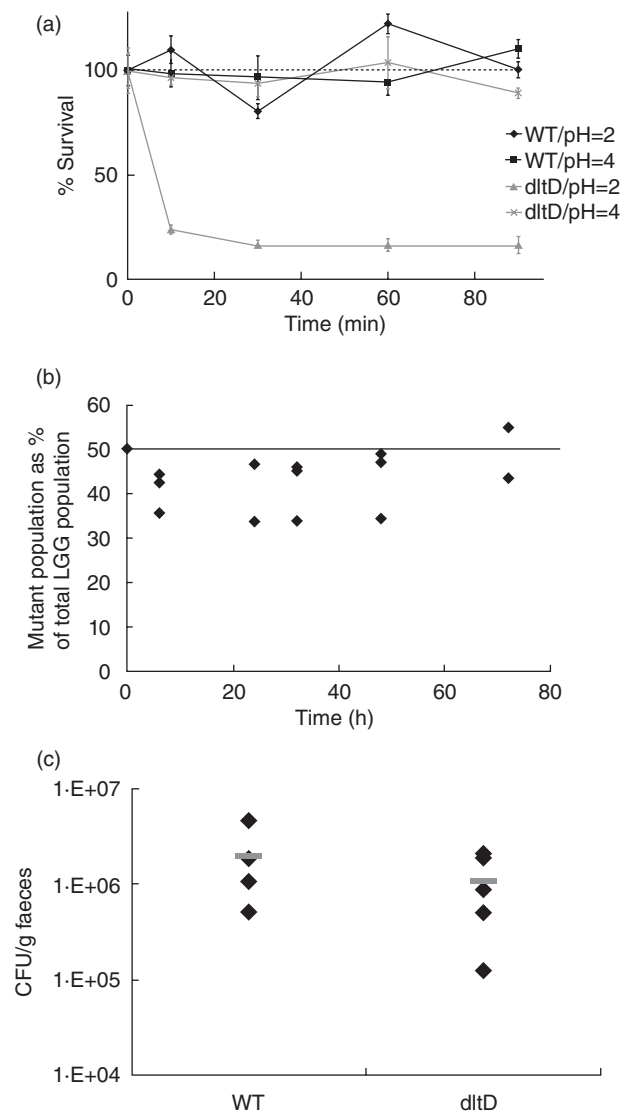 (a)
100
50
0
% Survival
0
20
40
60
80
Time (min)
WT/pH=2
WT/pH=4
dltD/pH=2
dltD/pH=4
(b)
60
50
40
30
20
10
0
Mutant population as %
of total LGG population
0
20
40
60
80
Time (h)
(c)
1·E+07
1·E+06
1·E+05
1·E+04
CFU/g faeces
WT
dltD